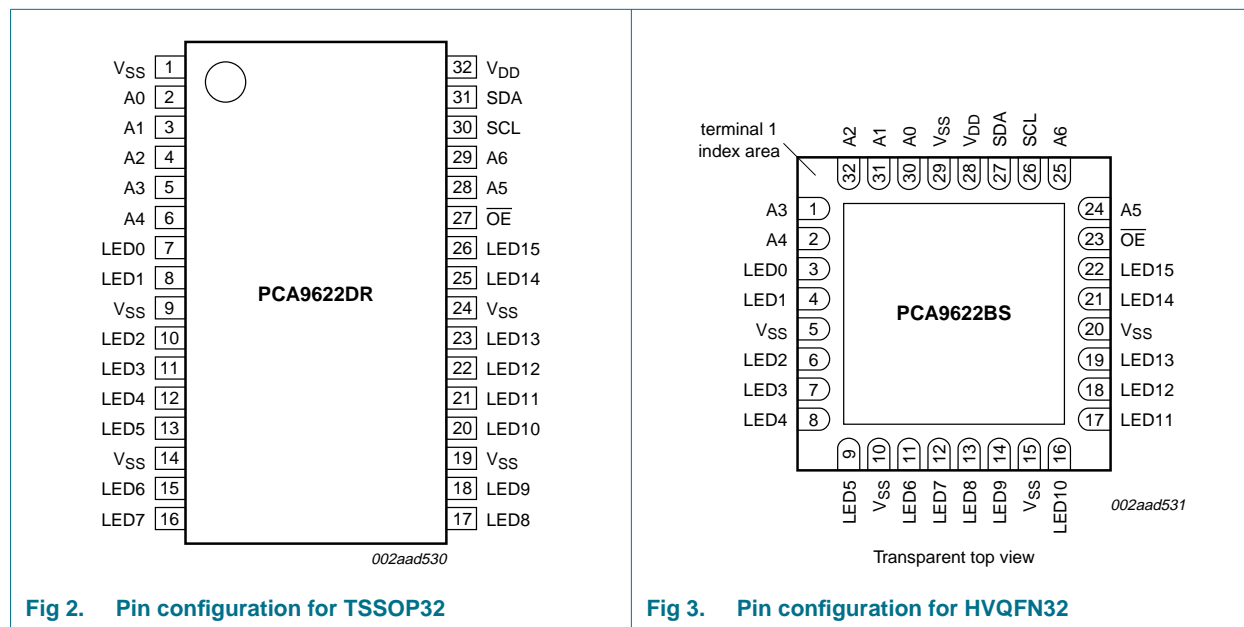 VSS 1
A0 2
A1 3
A2 4
A3 5
A4 6
LED0 7
LED1 8
VSS 9
LED2 10
LED3 11
LED4 12
LED5 13
VSS 14
LED6 15
LED7 16
PCA9622DR
32 VDD
31 SDA
30 SCL
29 A6
28 A5
27 OE
26 LED15
25 LED14
24 VSS
23 LED13
22 LED12
21 LED11
20 LED10
19 VSS
18 LED9
17 LED8
002aad530
Fig 2. Pin configuration for TSSOP32
terminal 1
index area
A2 A1 A0 VSS VDD SDA SCL A6
32 31 30 29 28 27 26 25
A3 1
A4 2
LED0 3
LED1 4
VSS 5
LED2 6
LED3 7
LED4 8
PCA9622BS
24 A5
23 OE
22 LED15
21 LED14
20 VSS
19 LED13
18 LED12
17 LED11
9 10 11 12 13 14 15 16
LED5 VSS LED6 LED7 LED8 LED9 VSS LED10
002aad531
Transparent top view
Fig 3. Pin configuration for HVQFN32